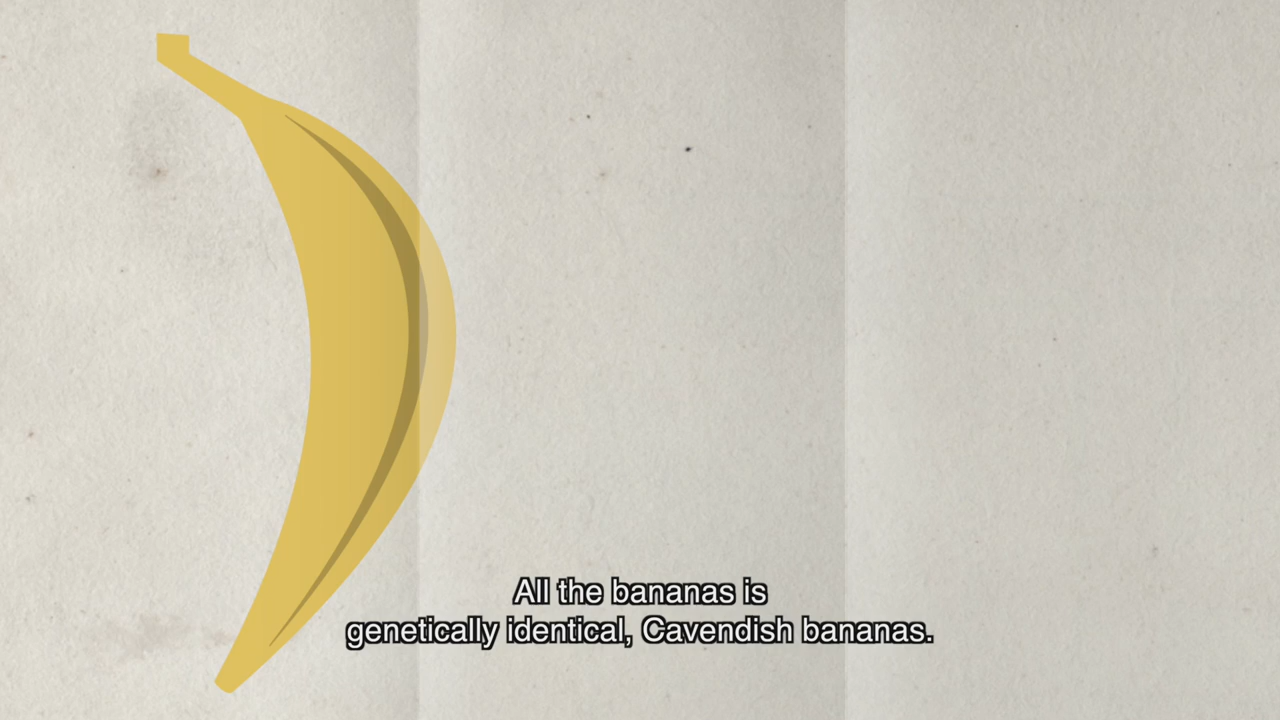 All the bananas is
genetically identical, Cavendish bananas.